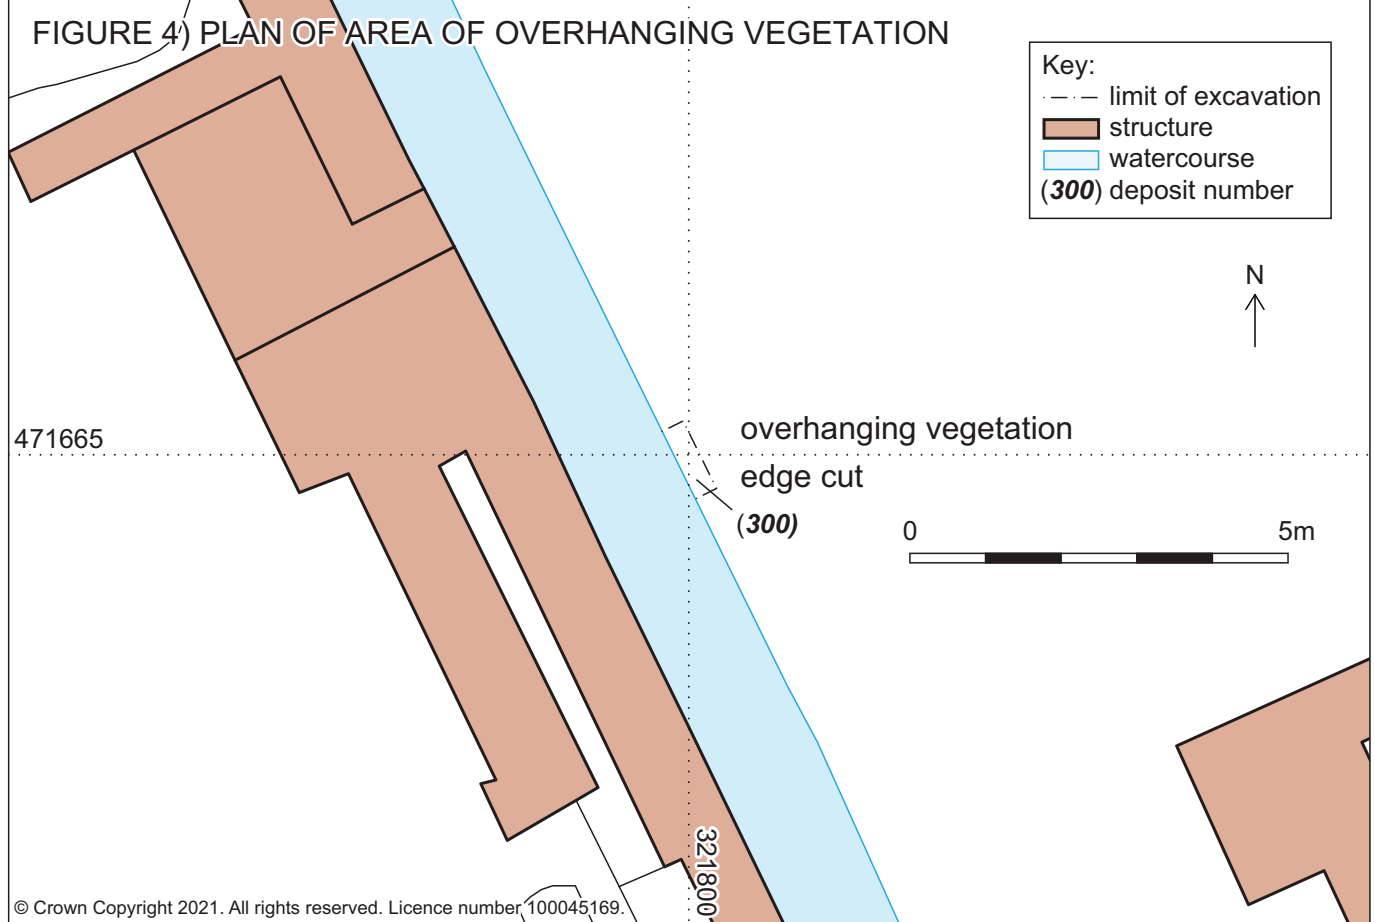 FIGURE 4) PLAN OF AREA OF OVERHANGING VEGETATION
Key:
limit of excavation
structure
watercourse
(300) deposit number
N
471665
overhanging vegetation
edge cut
(300)
0 5m
321800
© Crown Copyright 2021. All rights reserved. Licence number 100045169.